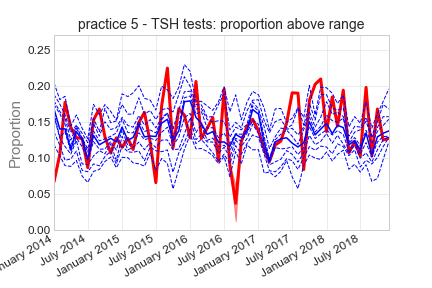 practice 5 - TSH tests: proportion above range
Proportion
0.25
0.20
0.15
0.10
0.05
0.00
nuary 2014
July 2014
January 2015
July 2015
January 2016
July 2016
January 2017
July 2017
January 2018
July 2018